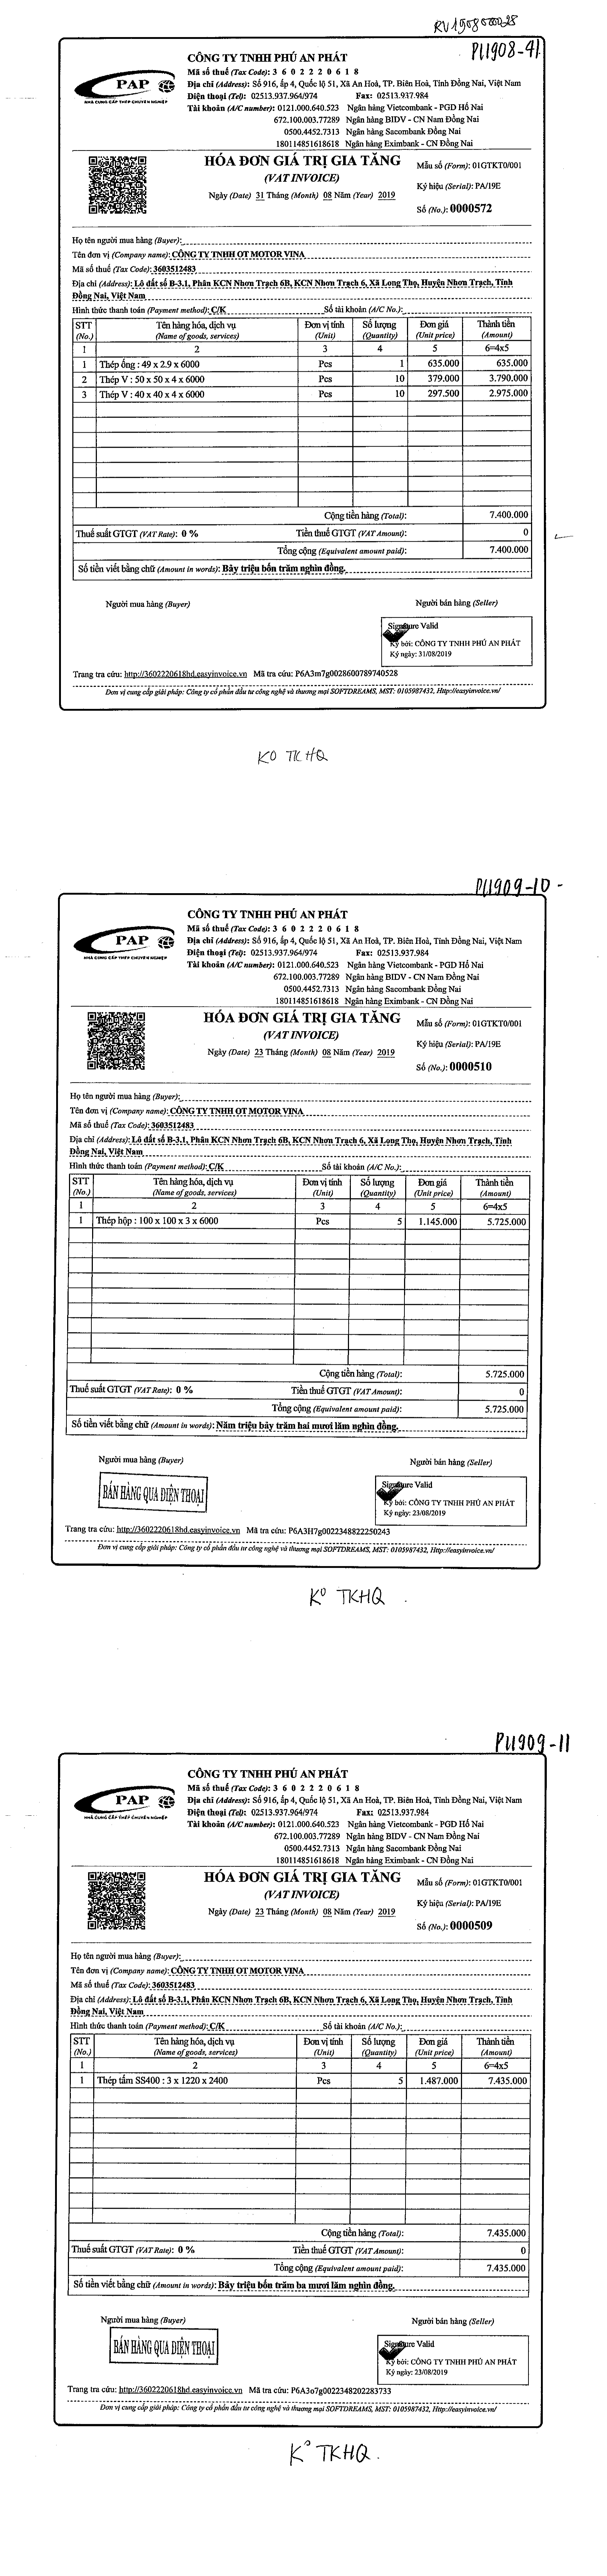 RV1908000028
PU1908-41
CÔNG TY TNHH PHÚ AN PHÁT
Mã số thuế (Tax Code): 3 6 0 2 2 2 0 6 1 8
Địa chỉ (Address): Số 916, ấp 4, Quốc lộ 51, Xã An Hoà, TP. Biên Hoà, Tỉnh Đồng Nai, Việt Nam
Điện thoại (Tel): 02513.937.964/974 Fax: 02513.937.984
Tài khoản (A/C number): 0121.000.640.523 Ngân hàng Vietcombank - PGD Hố Nai
672.100.003.77289 Ngân hàng BIDV - CN Nam Đồng Nai
0500.4452.7313 Ngân hàng Sacombank Đồng Nai
180114851618618 Ngân hàng Eximbank - CN Đồng Nai
PAP
NHÀ CUNG CẤP THÉP CHUYÊN NGHIỆP
HÓA ĐƠN GIÁ TRỊ GIA TĂNG
(VAT INVOICE)
Ngày (Date) 31 Tháng (Month) 08 Năm (Year) 2019
Mẫu số (Form): 01GTKT0/001
Ký hiệu (Serial): PA/19E
Số (No.): 0000572
Họ tên người mua hàng (Buyer):
Tên đơn vị (Company name): CÔNG TY TNHH OT MOTOR VINA
Mã số thuế (Tax Code): 3603512483
Địa chỉ (Address): Lô đất số B-3.1, Phân KCN Nhơn Trạch 6B, KCN Nhơn Trạch 6, Xã Long Thọ, Huyện Nhơn Trạch, Tỉnh
Đồng Nai, Việt Nam
Hình thức thanh toán (Payment method): C/K Số tài khoản (A/C No.):
STT Tên hàng hóa, dịch vụ Đơn vị tính Số lượng Đơn giá Thành tiền
(No.) (Name of goods, services) (Unit) (Quantity) (Unit price) (Amount)
1 2 3 4 5 6=4x5
1 Thép ống : 49 x 2.9 x 6000 Pcs 1 635.000 635.000
2 Thép V : 50 x 50 x 4 x 6000 Pcs 10 379.000 3.790.000
3 Thép V : 40 x 40 x 4 x 6000 Pcs 10 297.500 2.975.000
Cộng tiền hàng (Total): 7.400.000
Thuế suất GTGT (VAT Rate): 0 % Tiền thuế GTGT (VAT Amount): 0
Tổng cộng (Equivalent amount paid): 7.400.000
Số tiền viết bằng chữ (Amount in words): Bảy triệu bốn trăm nghìn đồng.
Người mua hàng (Buyer) Người bán hàng (Seller)
Signature Valid
Ký bởi: CÔNG TY TNHH PHÚ AN PHÁT
Ký ngày: 31/08/2019
Trang tra cứu: http://3602220618hd.easyinvoice.vn Mã tra cứu: P6A3m7g0028600789740528
Đơn vị cung cấp giải pháp: Công ty cổ phần đầu tư công nghệ và thương mại SOFTDREAMS, MST: 0105987432, Http://easyinvoice.vn/
K0 TKHQ
PU1909-10
CÔNG TY TNHH PHÚ AN PHÁT
Mã số thuế (Tax Code): 3 6 0 2 2 2 0 6 1 8
Địa chỉ (Address): Số 916, ấp 4, Quốc lộ 51, Xã An Hoà, TP. Biên Hoà, Tỉnh Đồng Nai, Việt Nam
Điện thoại (Tel): 02513.937.964/974 Fax: 02513.937.984
Tài khoản (A/C number): 0121.000.640.523 Ngân hàng Vietcombank - PGD Hố Nai
672.100.003.77289 Ngân hàng BIDV - CN Nam Đồng Nai
0500.4452.7313 Ngân hàng Sacombank Đồng Nai
180114851618618 Ngân hàng Eximbank - CN Đồng Nai
PAP
NHÀ CUNG CẤP THÉP CHUYÊN NGHIỆP
HÓA ĐƠN GIÁ TRỊ GIA TĂNG
(VAT INVOICE)
Ngày (Date) 23 Tháng (Month) 08 Năm (Year) 2019
Mẫu số (Form): 01GTKT0/001
Ký hiệu (Serial): PA/19E
Số (No.): 0000510
Họ tên người mua hàng (Buyer):
Tên đơn vị (Company name): CÔNG TY TNHH OT MOTOR VINA
Mã số thuế (Tax Code): 3603512483
Địa chỉ (Address): Lô đất số B-3.1, Phân KCN Nhơn Trạch 6B, KCN Nhơn Trạch 6, Xã Long Thọ, Huyện Nhơn Trạch, Tỉnh
Đồng Nai, Việt Nam
Hình thức thanh toán (Payment method): C/K Số tài khoản (A/C No.):
STT Tên hàng hóa, dịch vụ Đơn vị tính Số lượng Đơn giá Thành tiền
(No.) (Name of goods, services) (Unit) (Quantity) (Unit price) (Amount)
1 2 3 4 5 6=4x5
1 Thép hộp : 100 x 100 x 3 x 6000 Pcs 5 1.145.000 5.725.000
Cộng tiền hàng (Total): 5.725.000
Thuế suất GTGT (VAT Rate): 0 % Tiền thuế GTGT (VAT Amount): 0
Tổng cộng (Equivalent amount paid): 5.725.000
Số tiền viết bằng chữ (Amount in words): Năm triệu bảy trăm hai mươi lăm nghìn đồng.
Người mua hàng (Buyer) Người bán hàng (Seller)
BÁN HÀNG QUA ĐIỆN THOẠI
Signature Valid
Ký bởi: CÔNG TY TNHH PHÚ AN PHÁT
Ký ngày: 23/08/2019
Trang tra cứu: http://3602220618hd.easyinvoice.vn Mã tra cứu: P6A3H7g0022348822250243
Đơn vị cung cấp giải pháp: Công ty cổ phần đầu tư công nghệ và thương mại SOFTDREAMS, MST: 0105987432, Http://easyinvoice.vn/
K0 TKHQ
PU1909-11
CÔNG TY TNHH PHÚ AN PHÁT
Mã số thuế (Tax Code): 3 6 0 2 2 2 0 6 1 8
Địa chỉ (Address): Số 916, ấp 4, Quốc lộ 51, Xã An Hoà, TP. Biên Hoà, Tỉnh Đồng Nai, Việt Nam
Điện thoại (Tel): 02513.937.964/974 Fax: 02513.937.984
Tài khoản (A/C number): 0121.000.640.523 Ngân hàng Vietcombank - PGD Hố Nai
672.100.003.77289 Ngân hàng BIDV - CN Nam Đồng Nai
0500.4452.7313 Ngân hàng Sacombank Đồng Nai
180114851618618 Ngân hàng Eximbank - CN Đồng Nai
PAP
NHÀ CUNG CẤP THÉP CHUYÊN NGHIỆP
HÓA ĐƠN GIÁ TRỊ GIA TĂNG
(VAT INVOICE)
Ngày (Date) 23 Tháng (Month) 08 Năm (Year) 2019
Mẫu số (Form): 01GTKT0/001
Ký hiệu (Serial): PA/19E
Số (No.): 0000509
Họ tên người mua hàng (Buyer):
Tên đơn vị (Company name): CÔNG TY TNHH OT MOTOR VINA
Mã số thuế (Tax Code): 3603512483
Địa chỉ (Address): Lô đất số B-3.1, Phân KCN Nhơn Trạch 6B, KCN Nhơn Trạch 6, Xã Long Thọ, Huyện Nhơn Trạch, Tỉnh
Đồng Nai, Việt Nam
Hình thức thanh toán (Payment method): C/K Số tài khoản (A/C No.):
STT Tên hàng hóa, dịch vụ Đơn vị tính Số lượng Đơn giá Thành tiền
(No.) (Name of goods, services) (Unit) (Quantity) (Unit price) (Amount)
1 2 3 4 5 6=4x5
1 Thép tấm SS400 : 3 x 1220 x 2400 Pcs 5 1.487.000 7.435.000
Cộng tiền hàng (Total): 7.435.000
Thuế suất GTGT (VAT Rate): 0 % Tiền thuế GTGT (VAT Amount): 0
Tổng cộng (Equivalent amount paid): 7.435.000
Số tiền viết bằng chữ (Amount in words): Bảy triệu bốn trăm ba mươi lăm nghìn đồng.
Người mua hàng (Buyer) Người bán hàng (Seller)
BÁN HÀNG QUA ĐIỆN THOẠI
Signature Valid
Ký bởi: CÔNG TY TNHH PHÚ AN PHÁT
Ký ngày: 23/08/2019
Trang tra cứu: http://3602220618hd.easyinvoice.vn Mã tra cứu: P6A3o7g0022348202283733
Đơn vị cung cấp giải pháp: Công ty cổ phần đầu tư công nghệ và thương mại SOFTDREAMS, MST: 0105987432, Http://easyinvoice.vn/
K0 TKHQ.